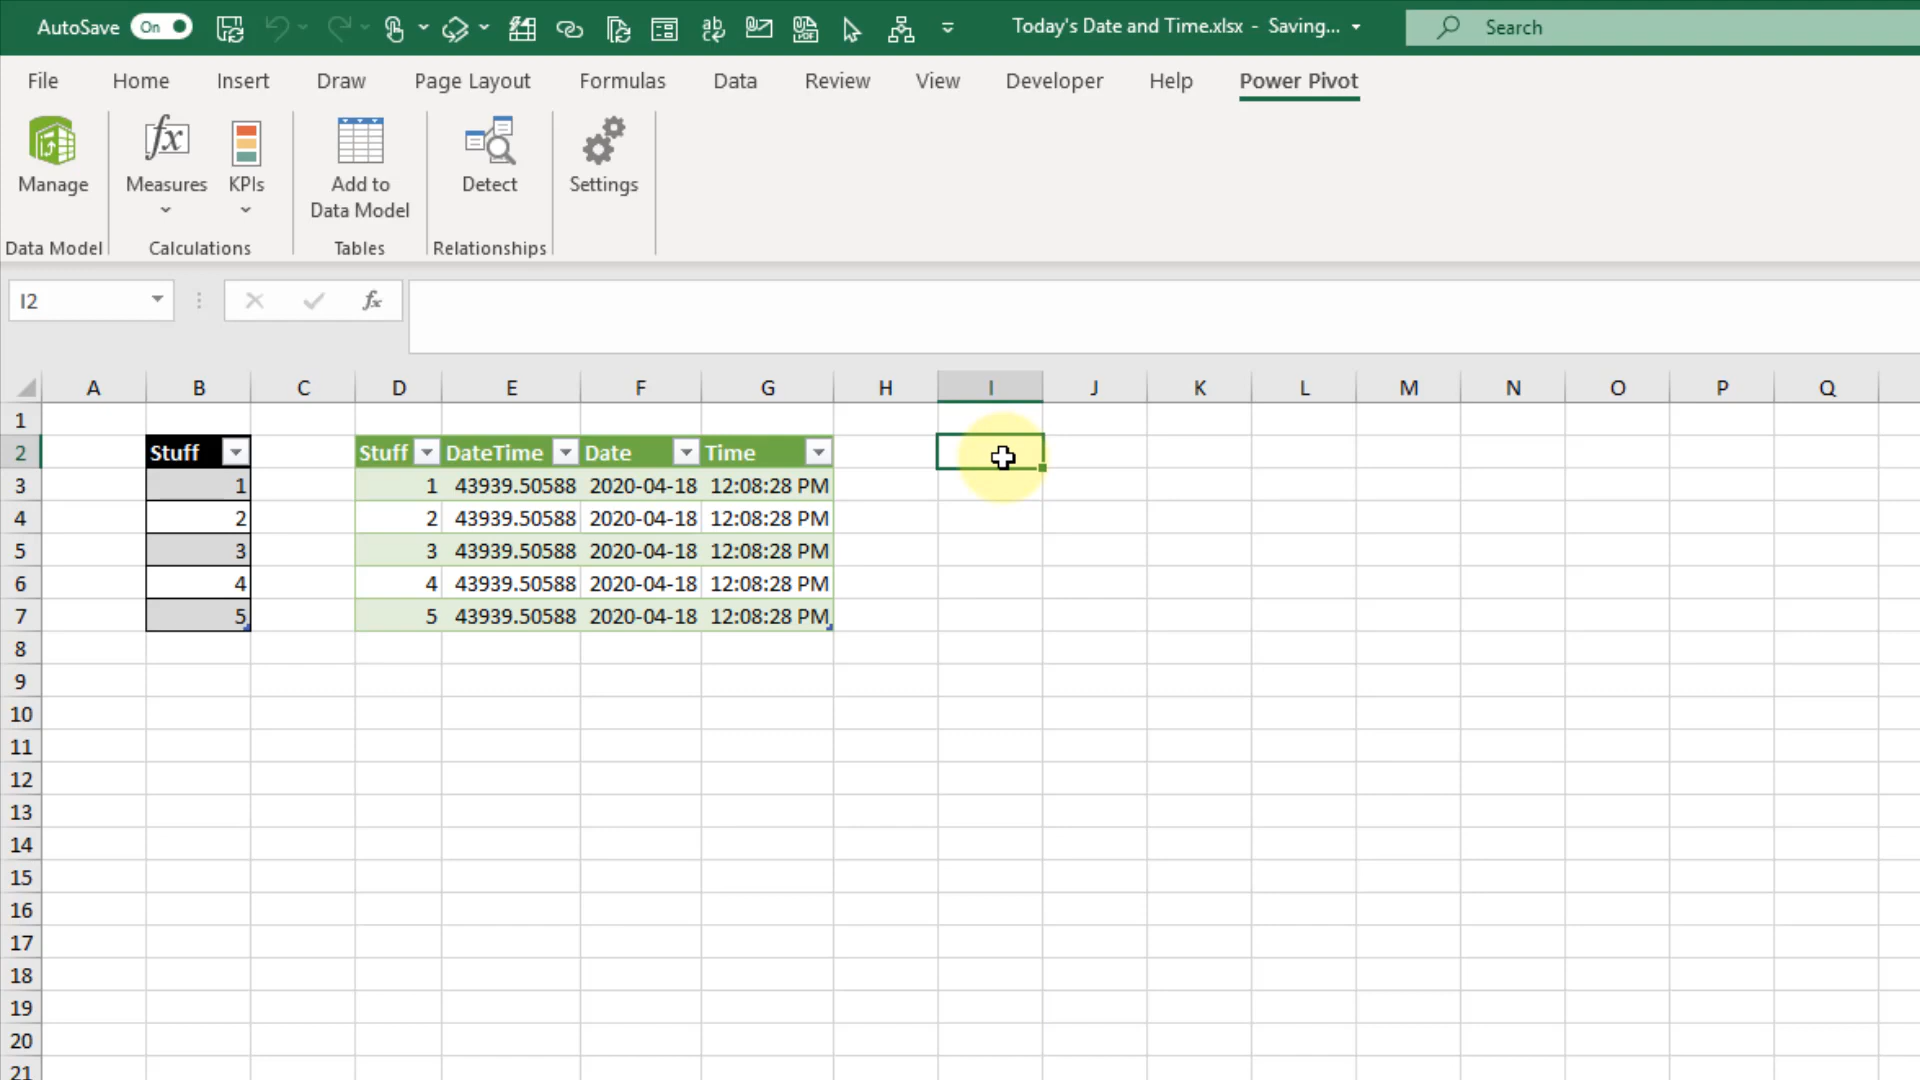 AutoSave On Today's Date and Time.xlsx - Saving... Search
File Home Insert Draw Page Layout Formulas Data Review View Developer Help Power Pivot
Manage Measures KPIs Add to Data Model Detect Settings
Data Model Calculations Tables Relationships
I2 fx
A B C D E F G H I J K L M N O P Q
1
2 Stuff Stuff DateTime Date Time
3 1 1 43939.50588 2020-04-18 12:08:28 PM
4 2 2 43939.50588 2020-04-18 12:08:28 PM
5 3 3 43939.50588 2020-04-18 12:08:28 PM
6 4 4 43939.50588 2020-04-18 12:08:28 PM
7 5 5 43939.50588 2020-04-18 12:08:28 PM
8
9
10
11
12
13
14
15
16
17
18
19
20
21